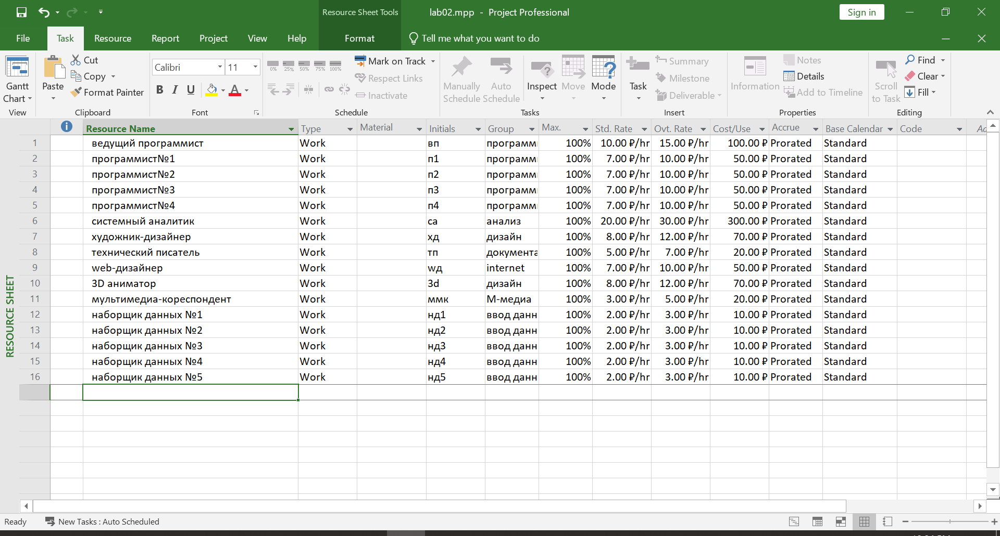 Resource Sheet Tools
lab02.mpp - Project Professional
Sign in
File Task Resource Report Project View Help Format Tell me what you want to do
Gantt Chart
View
Paste
Cut
Copy
Format Painter
Clipboard
Calibri 11
B I U A
Font
0% 25% 50% 75% 100%
Mark on Track
Respect Links
Inactivate
Schedule
Manually Schedule
Auto Schedule
Inspect
Move
Mode
Tasks
Task
Summary
Milestone
Deliverable
Insert
Information
Notes
Details
Add to Timeline
Properties
Scroll to Task
Find
Clear
Fill
Editing
Resource Name Type Material Initials Group Max. Std. Rate Ovt. Rate Cost/Use Accrue Base Calendar Code
1 ведущий программист Work вп программ 100% 10.00 ₽/hr 15.00 ₽/hr 100.00 ₽ Prorated Standard
2 программист№1 Work п1 программ 100% 7.00 ₽/hr 10.00 ₽/hr 50.00 ₽ Prorated Standard
3 программист№2 Work п2 программ 100% 7.00 ₽/hr 10.00 ₽/hr 50.00 ₽ Prorated Standard
4 программист№3 Work п3 программ 100% 7.00 ₽/hr 10.00 ₽/hr 50.00 ₽ Prorated Standard
5 программист№4 Work п4 программ 100% 7.00 ₽/hr 10.00 ₽/hr 50.00 ₽ Prorated Standard
6 системный аналитик Work са анализ 100% 20.00 ₽/hr 30.00 ₽/hr 300.00 ₽ Prorated Standard
7 художник-дизайнер Work хд дизайн 100% 8.00 ₽/hr 12.00 ₽/hr 70.00 ₽ Prorated Standard
8 технический писатель Work тп документа 100% 5.00 ₽/hr 7.00 ₽/hr 20.00 ₽ Prorated Standard
9 web-дизайнер Work wд internet 100% 7.00 ₽/hr 10.00 ₽/hr 50.00 ₽ Prorated Standard
10 3D аниматор Work 3d дизайн 100% 8.00 ₽/hr 12.00 ₽/hr 70.00 ₽ Prorated Standard
11 мультимедиа-кореспондент Work ммк М-медиа 100% 3.00 ₽/hr 5.00 ₽/hr 20.00 ₽ Prorated Standard
12 наборщик данных №1 Work нд1 ввод данн 100% 2.00 ₽/hr 3.00 ₽/hr 10.00 ₽ Prorated Standard
13 наборщик данных №2 Work нд2 ввод данн 100% 2.00 ₽/hr 3.00 ₽/hr 10.00 ₽ Prorated Standard
14 наборщик данных №3 Work нд3 ввод данн 100% 2.00 ₽/hr 3.00 ₽/hr 10.00 ₽ Prorated Standard
15 наборщик данных №4 Work нд4 ввод данн 100% 2.00 ₽/hr 3.00 ₽/hr 10.00 ₽ Prorated Standard
16 наборщик данных №5 Work нд5 ввод данн 100% 2.00 ₽/hr 3.00 ₽/hr 10.00 ₽ Prorated Standard
RESOURCE SHEET
Ready New Tasks : Auto Scheduled